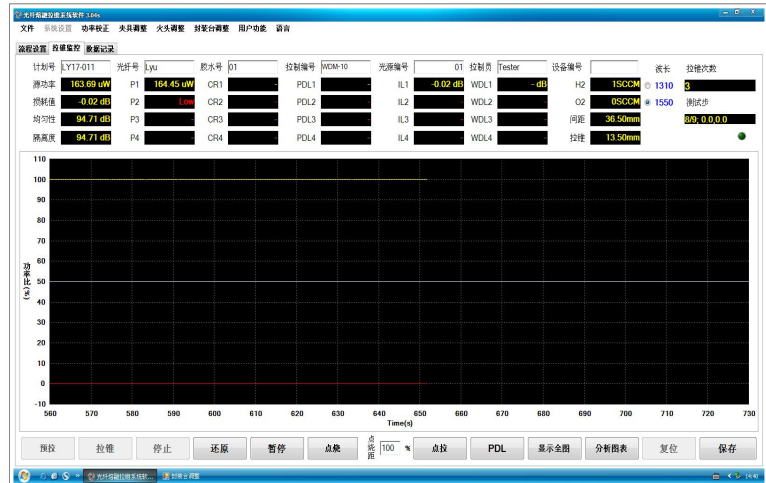 光纤熔融拉锥系统软件 3.04s
文件 系统设置 功率校正 夹具调整 火头调整 封装台调整 用户功能 语言
流程设置 拉锥监控 数据记录
计划号 LY17-011 光纤号 Lyu 胶水号 01 拉制编号 WDM-10 光源编号 01 拉制员 Tester 设备编号 波长 拉锥次数
源功率 163.69 uW P1 164.45 uW CR1 - PDL1 - IL1 -0.02 dB WDL1 - dB H2 1SCCM 1310 3
损耗值 -0.02 dB P2 Low CR2 - PDL2 - IL2 - WDL2 - O2 0SCCM 1550 测试步
均匀性 94.71 dB P3 - CR3 - PDL3 - IL3 - WDL3 - 间距 36.50mm 8/9; 0.0,0.0
隔离度 94.71 dB P4 - CR4 - PDL4 - IL4 - WDL4 - 拉锥 13.50mm
功率比(%)
110
100
90
80
70
60
50
40
30
20
10
0
-10
560 570 580 590 600 610 620 630 640 650 660 670 680 690 700 710 720 730
Time(s)
预拉 拉锥 停止 还原 暂停 点烧 点烧距 100 % 点拉 PDL 显示全图 分析图表 复位 保存
光纤熔融拉锥系统软... 封装台调整 14:40